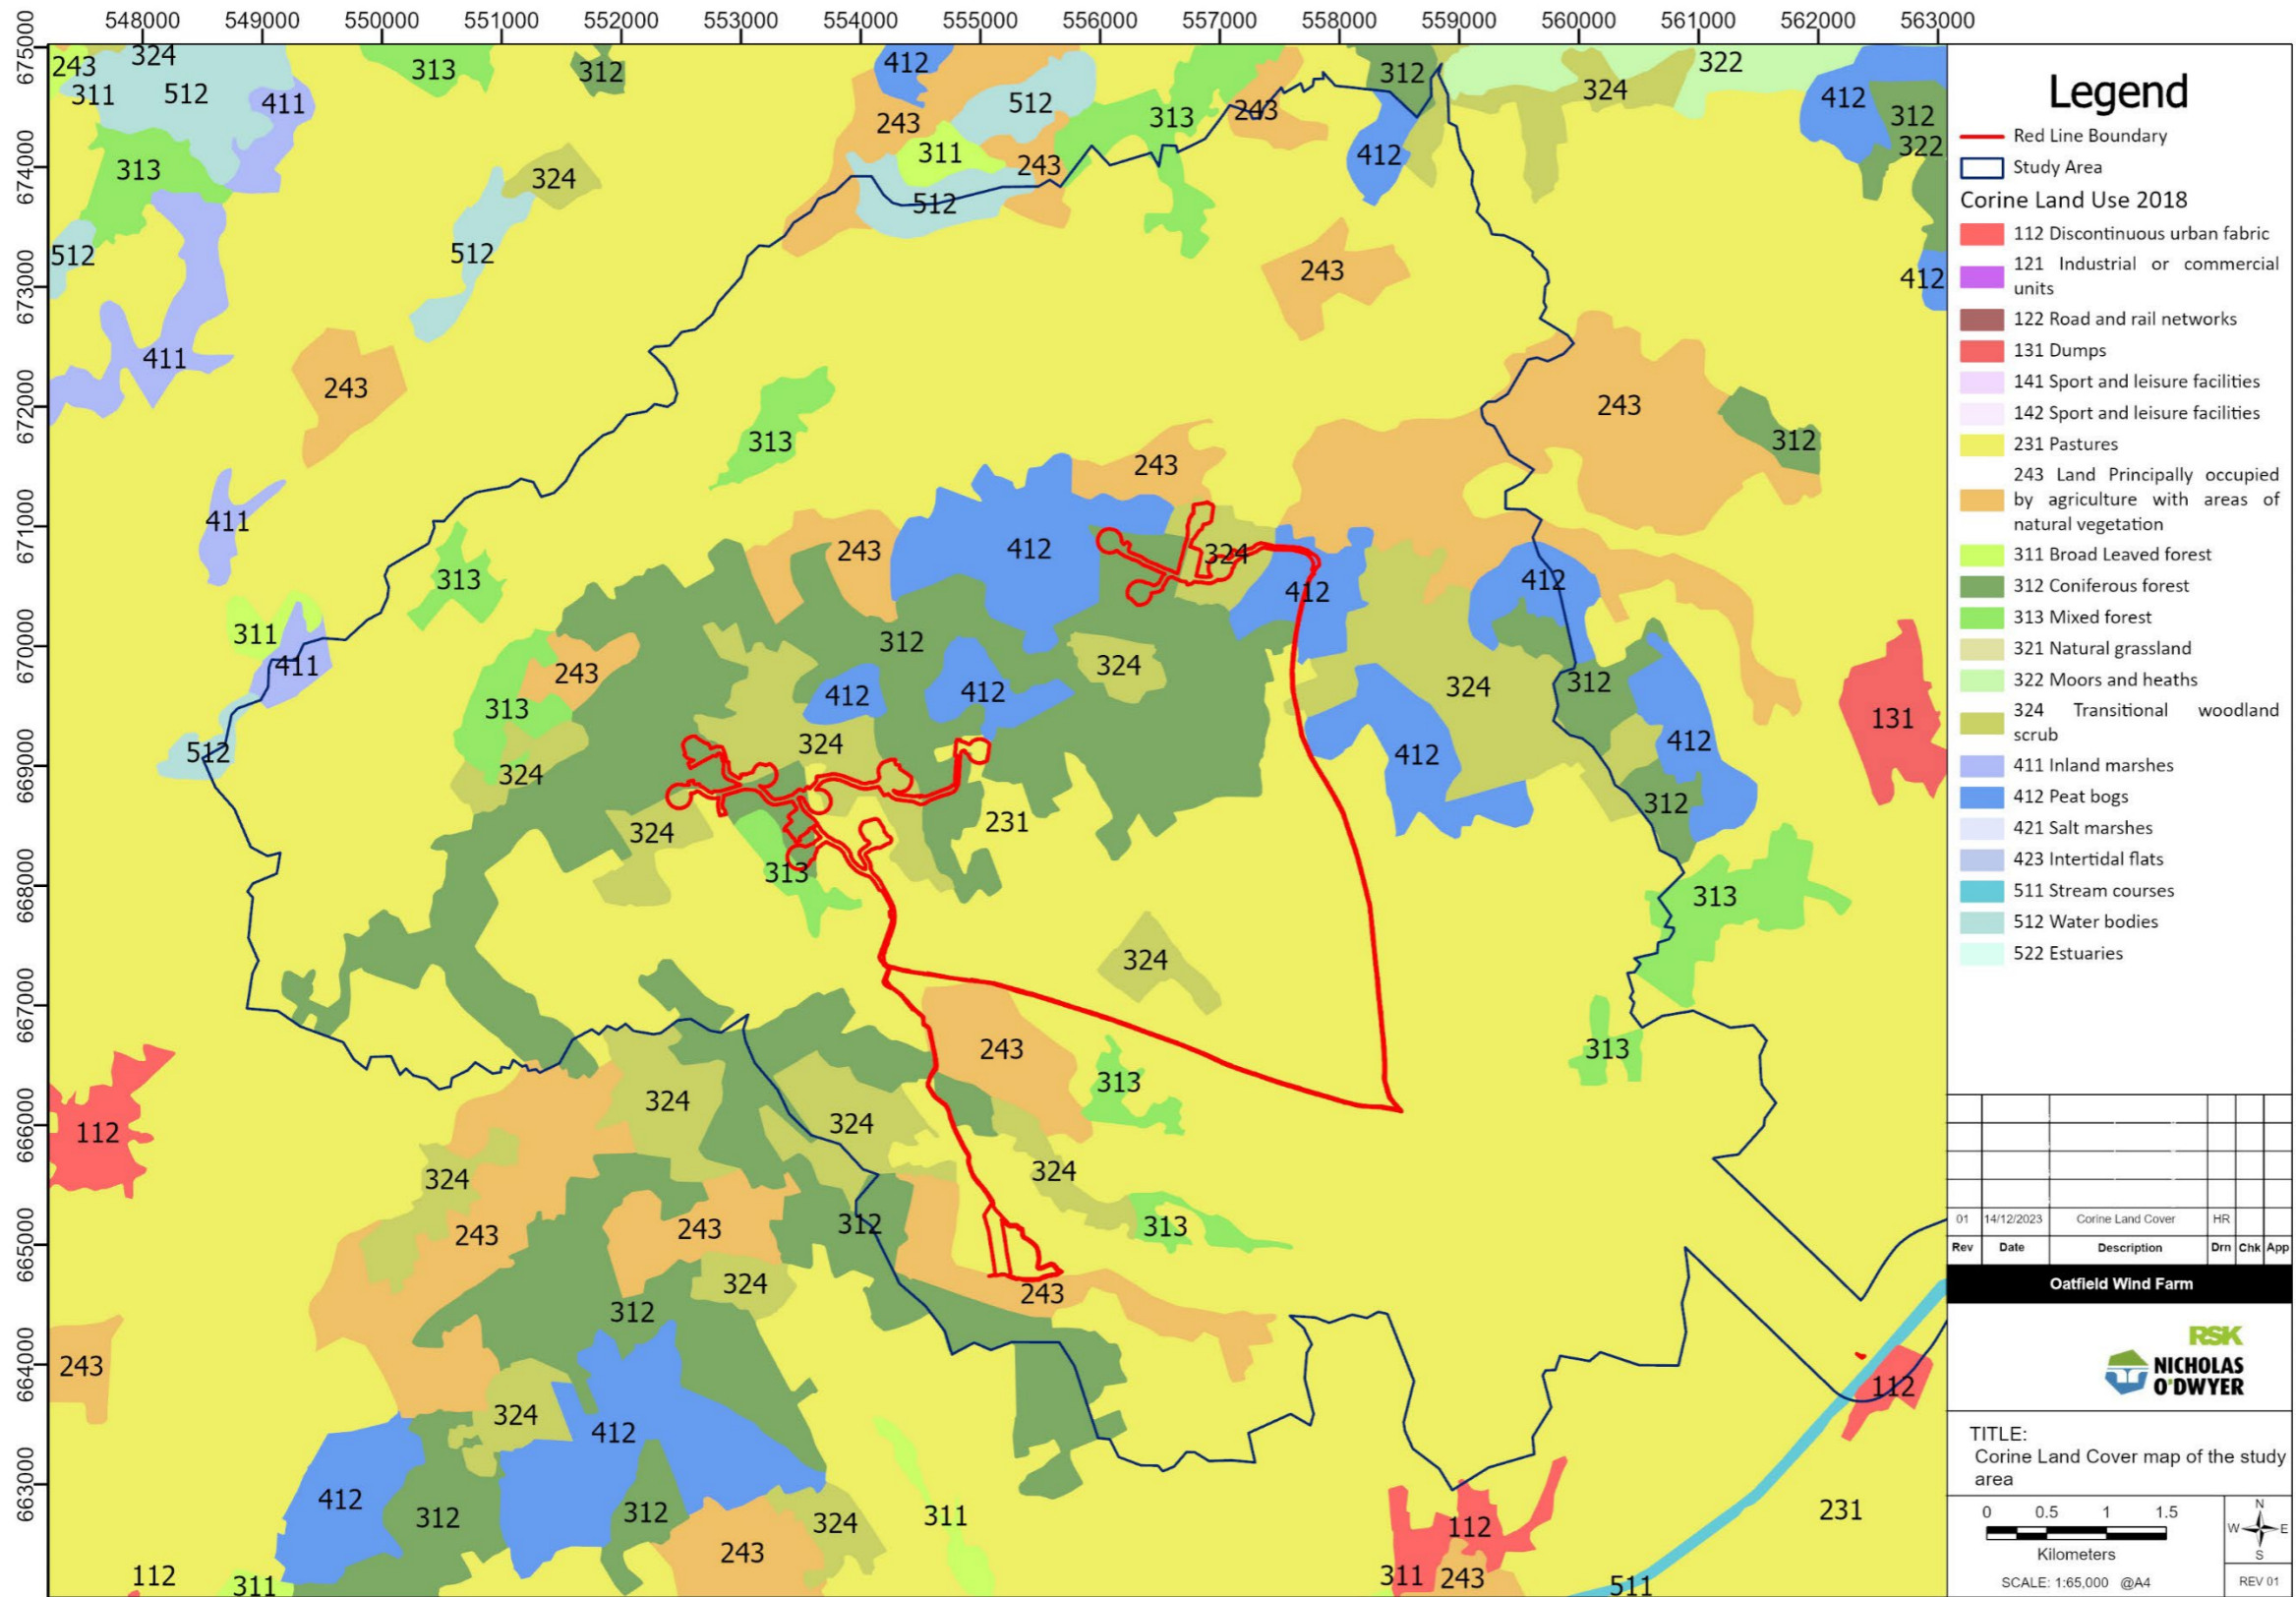 548000 549000 550000 551000 552000 553000 554000 555000 556000 557000 558000 559000 560000 561000 562000 563000
675000
674000
673000
672000
671000
670000
669000
668000
667000
666000
665000
664000
663000
243 324 313 312 412 312 322
311 512 411 512 324 412 312
243 313 243
313 324 311 243 412 322
512 512 512
243 412
411 243 243
313 243 312
411 243
313 243 412 324 412 412
311 312
411 243 412 412 324 324 312
313 131
512 324 324 412 412
324 231 312
313 313
324
243 313
112 324 324 313
324 324
243 243 312 313
324 243
312
243 112
324 412
412 312 312 324 311 112 231
243
112 311 311 243 511
Legend
Red Line Boundary
Study Area
Corine Land Use 2018
112 Discontinuous urban fabric
121 Industrial or commercial
units
122 Road and rail networks
131 Dumps
141 Sport and leisure facilities
142 Sport and leisure facilities
231 Pastures
243 Land Principally occupied
by agriculture with areas of
natural vegetation
311 Broad Leaved forest
312 Coniferous forest
313 Mixed forest
321 Natural grassland
322 Moors and heaths
324 Transitional woodland
scrub
411 Inland marshes
412 Peat bogs
421 Salt marshes
423 Intertidal flats
511 Stream courses
512 Water bodies
522 Estuaries
01 14/12/2023 Corine Land Cover HR
Rev Date Description Drn Chk App
Oatfield Wind Farm
RSK
NICHOLAS
O'DWYER
TITLE:
Corine Land Cover map of the study
area
0 0.5 1 1.5
Kilometers
SCALE: 1:65,000 @A4
N
W E
S
REV 01